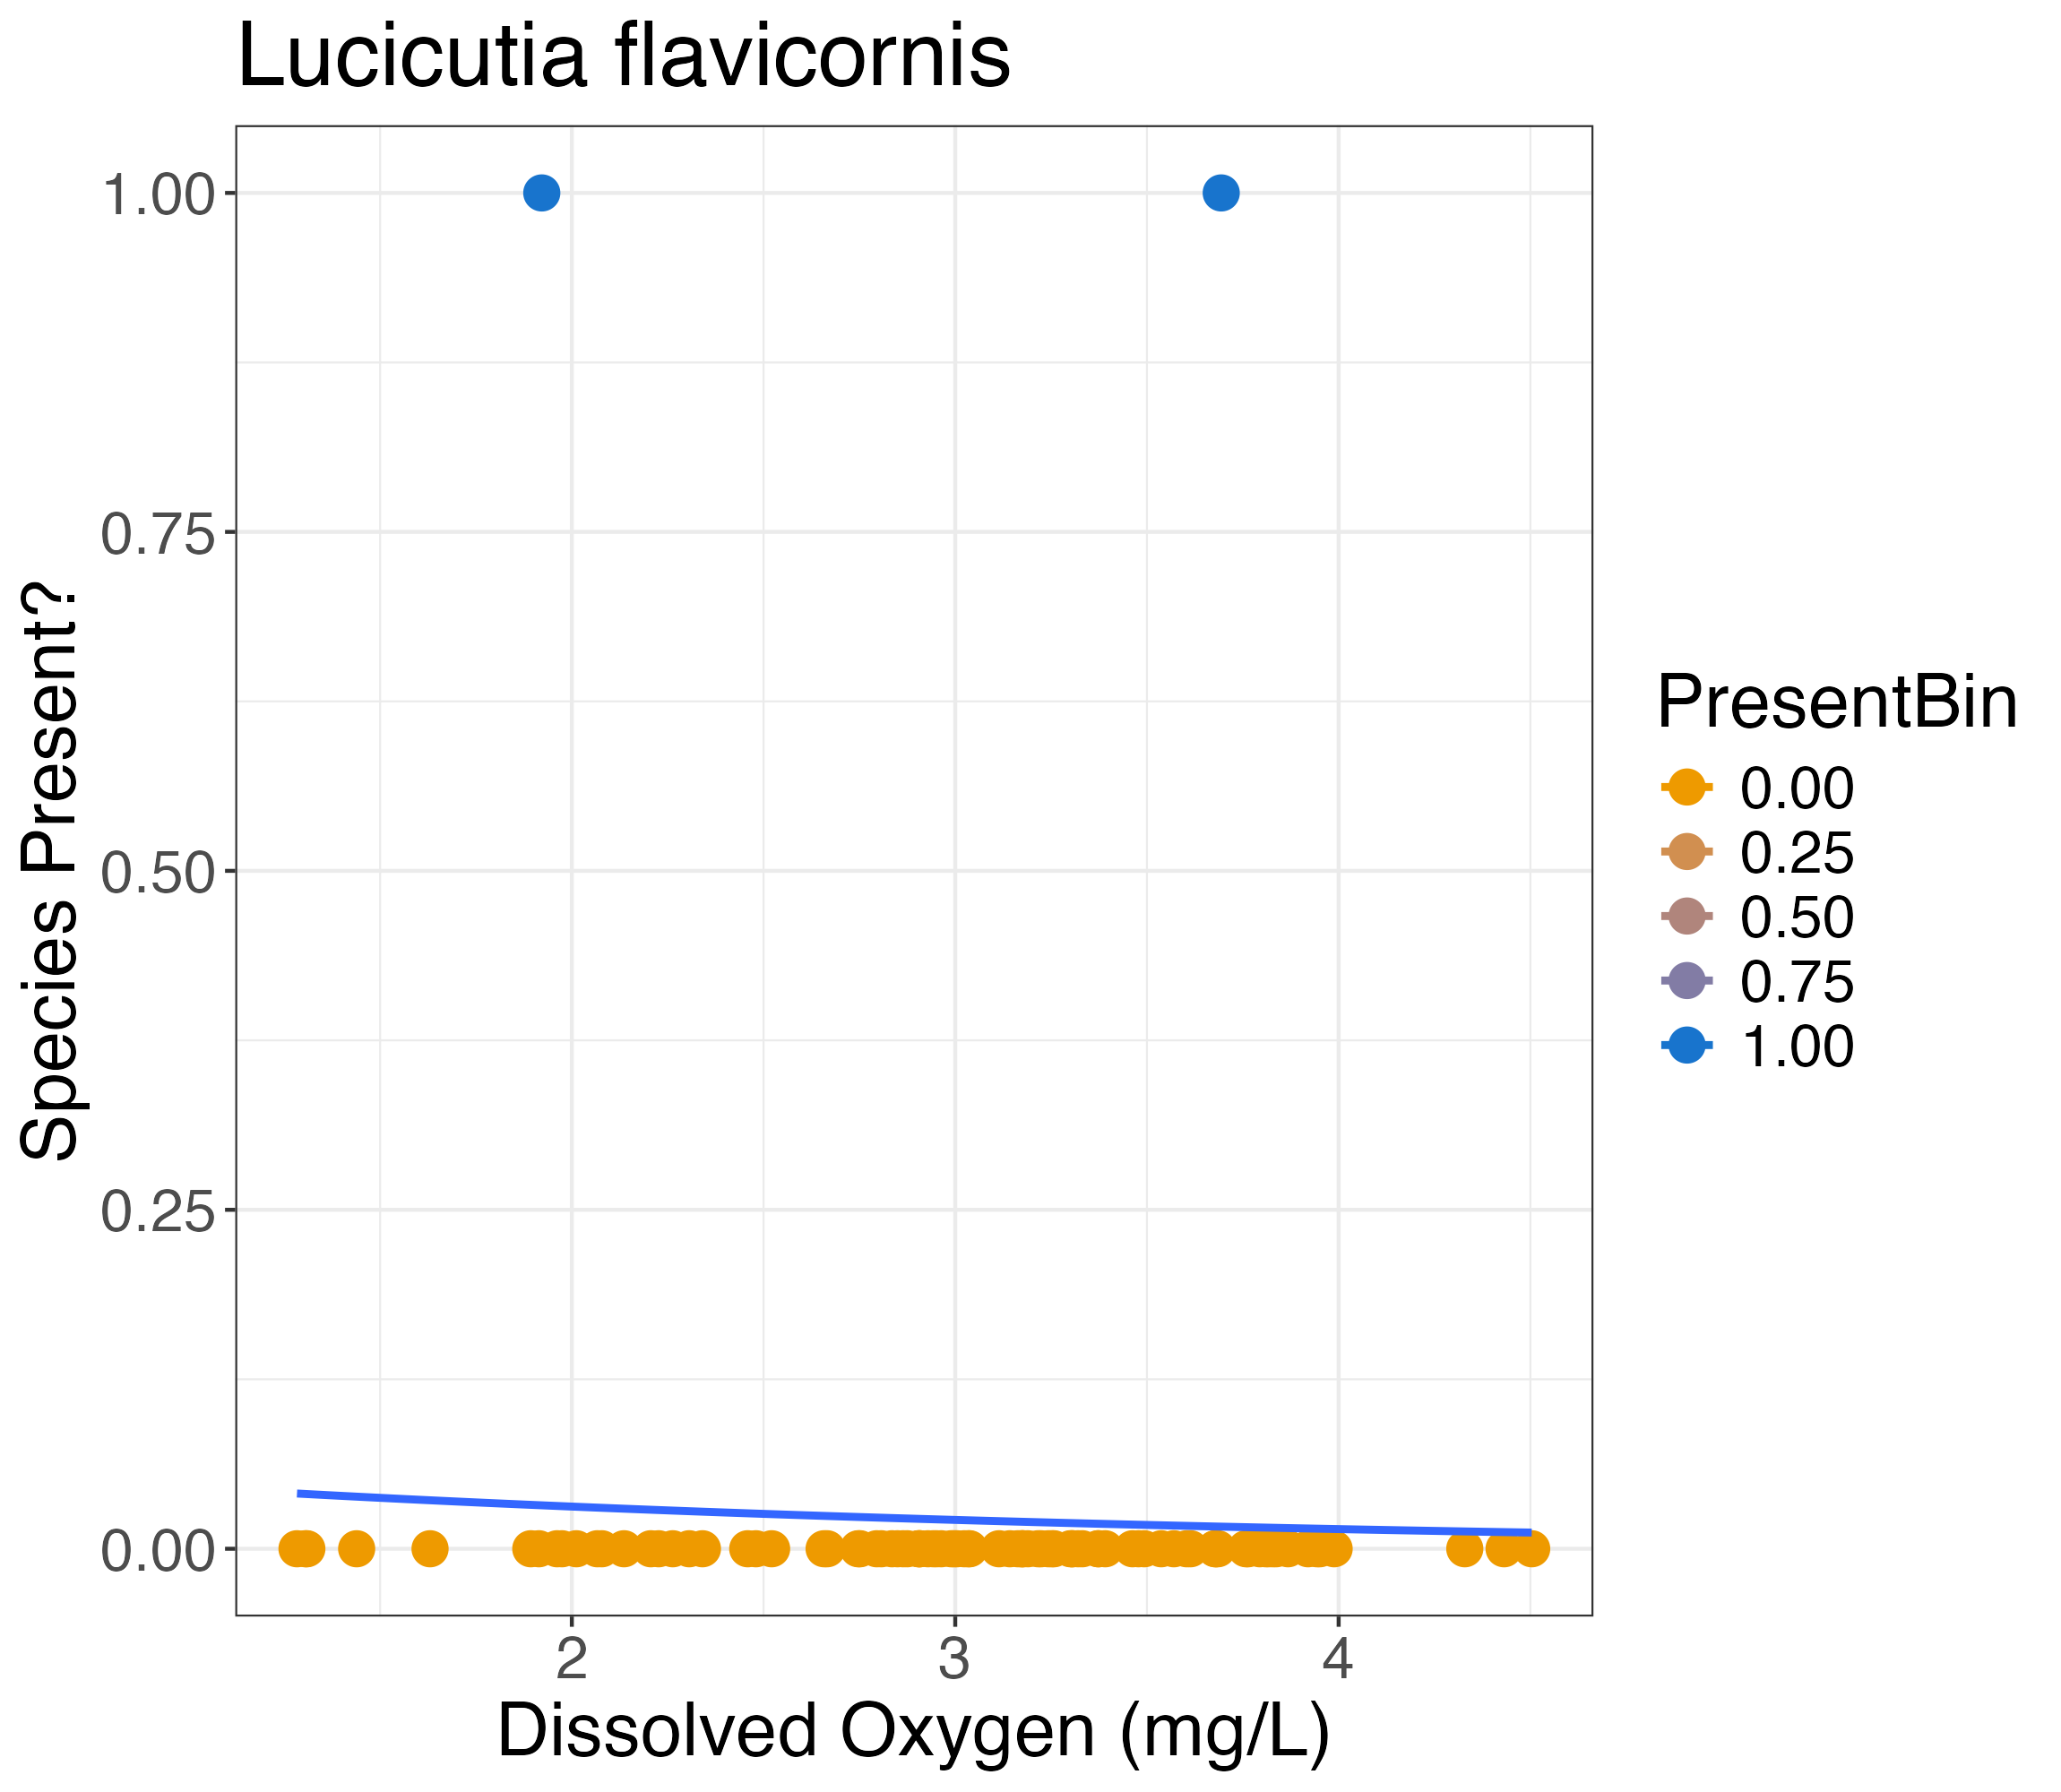 Lucicutia flavicornis
1.00
0.75
0.50
0.25
0.00
Species Present?
2 3 4
Dissolved Oxygen (mg/L)
PresentBin
0.00
0.25
0.50
0.75
1.00